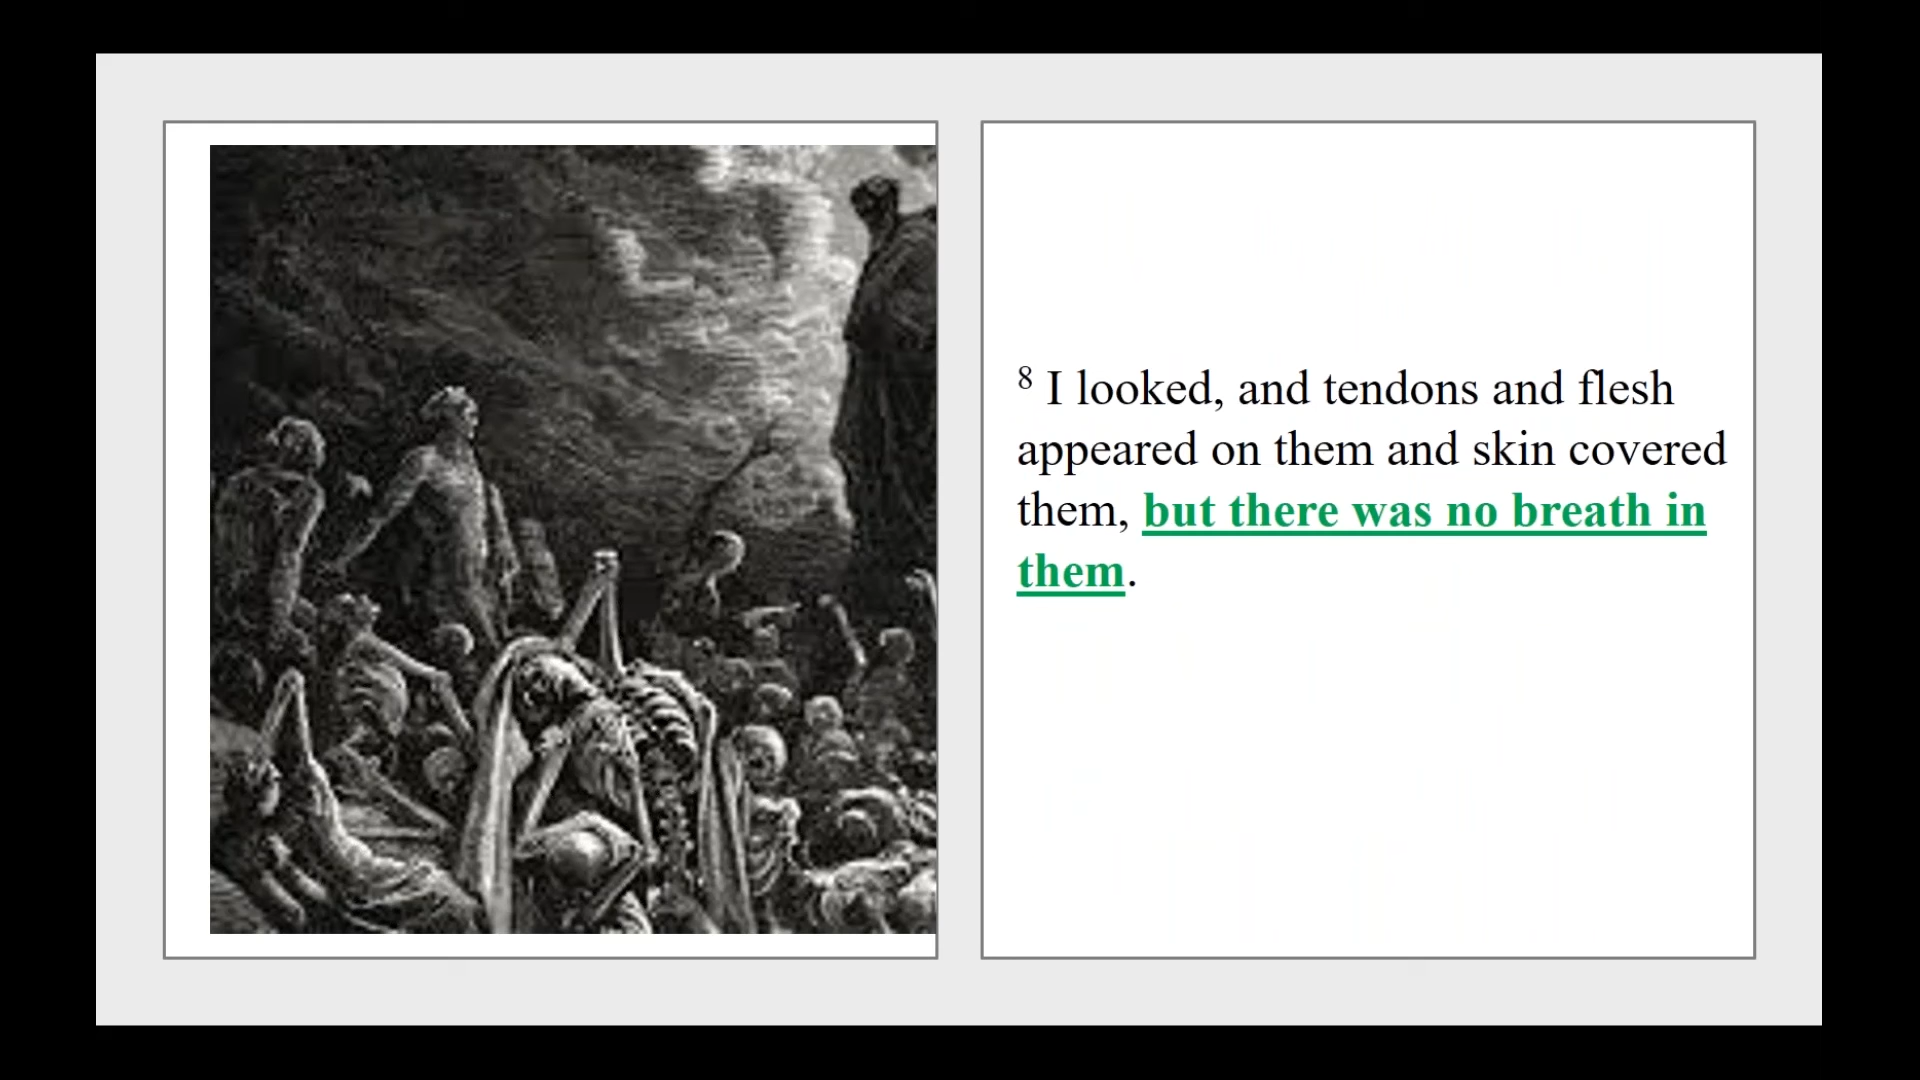 8 I looked, and tendons and flesh
appeared on them and skin covered
them, but there was no breath in
them.